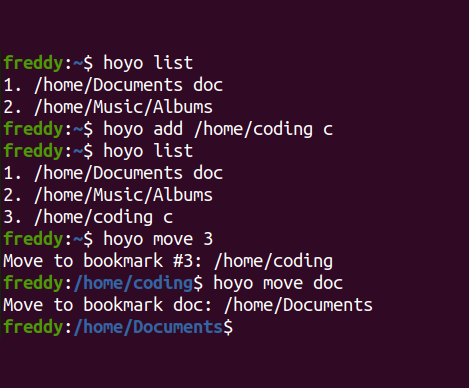 freddy:~$ hoyo list
1. /home/Documents doc
2. /home/Music/Albums
freddy:~$ hoyo add /home/coding c
freddy:~$ hoyo list
1. /home/Documents doc
2. /home/Music/Albums
3. /home/coding c
freddy:~$ hoyo move 3
Move to bookmark #3: /home/coding
freddy:/home/coding$ hoyo move doc
Move to bookmark doc: /home/Documents
freddy:/home/Documents$